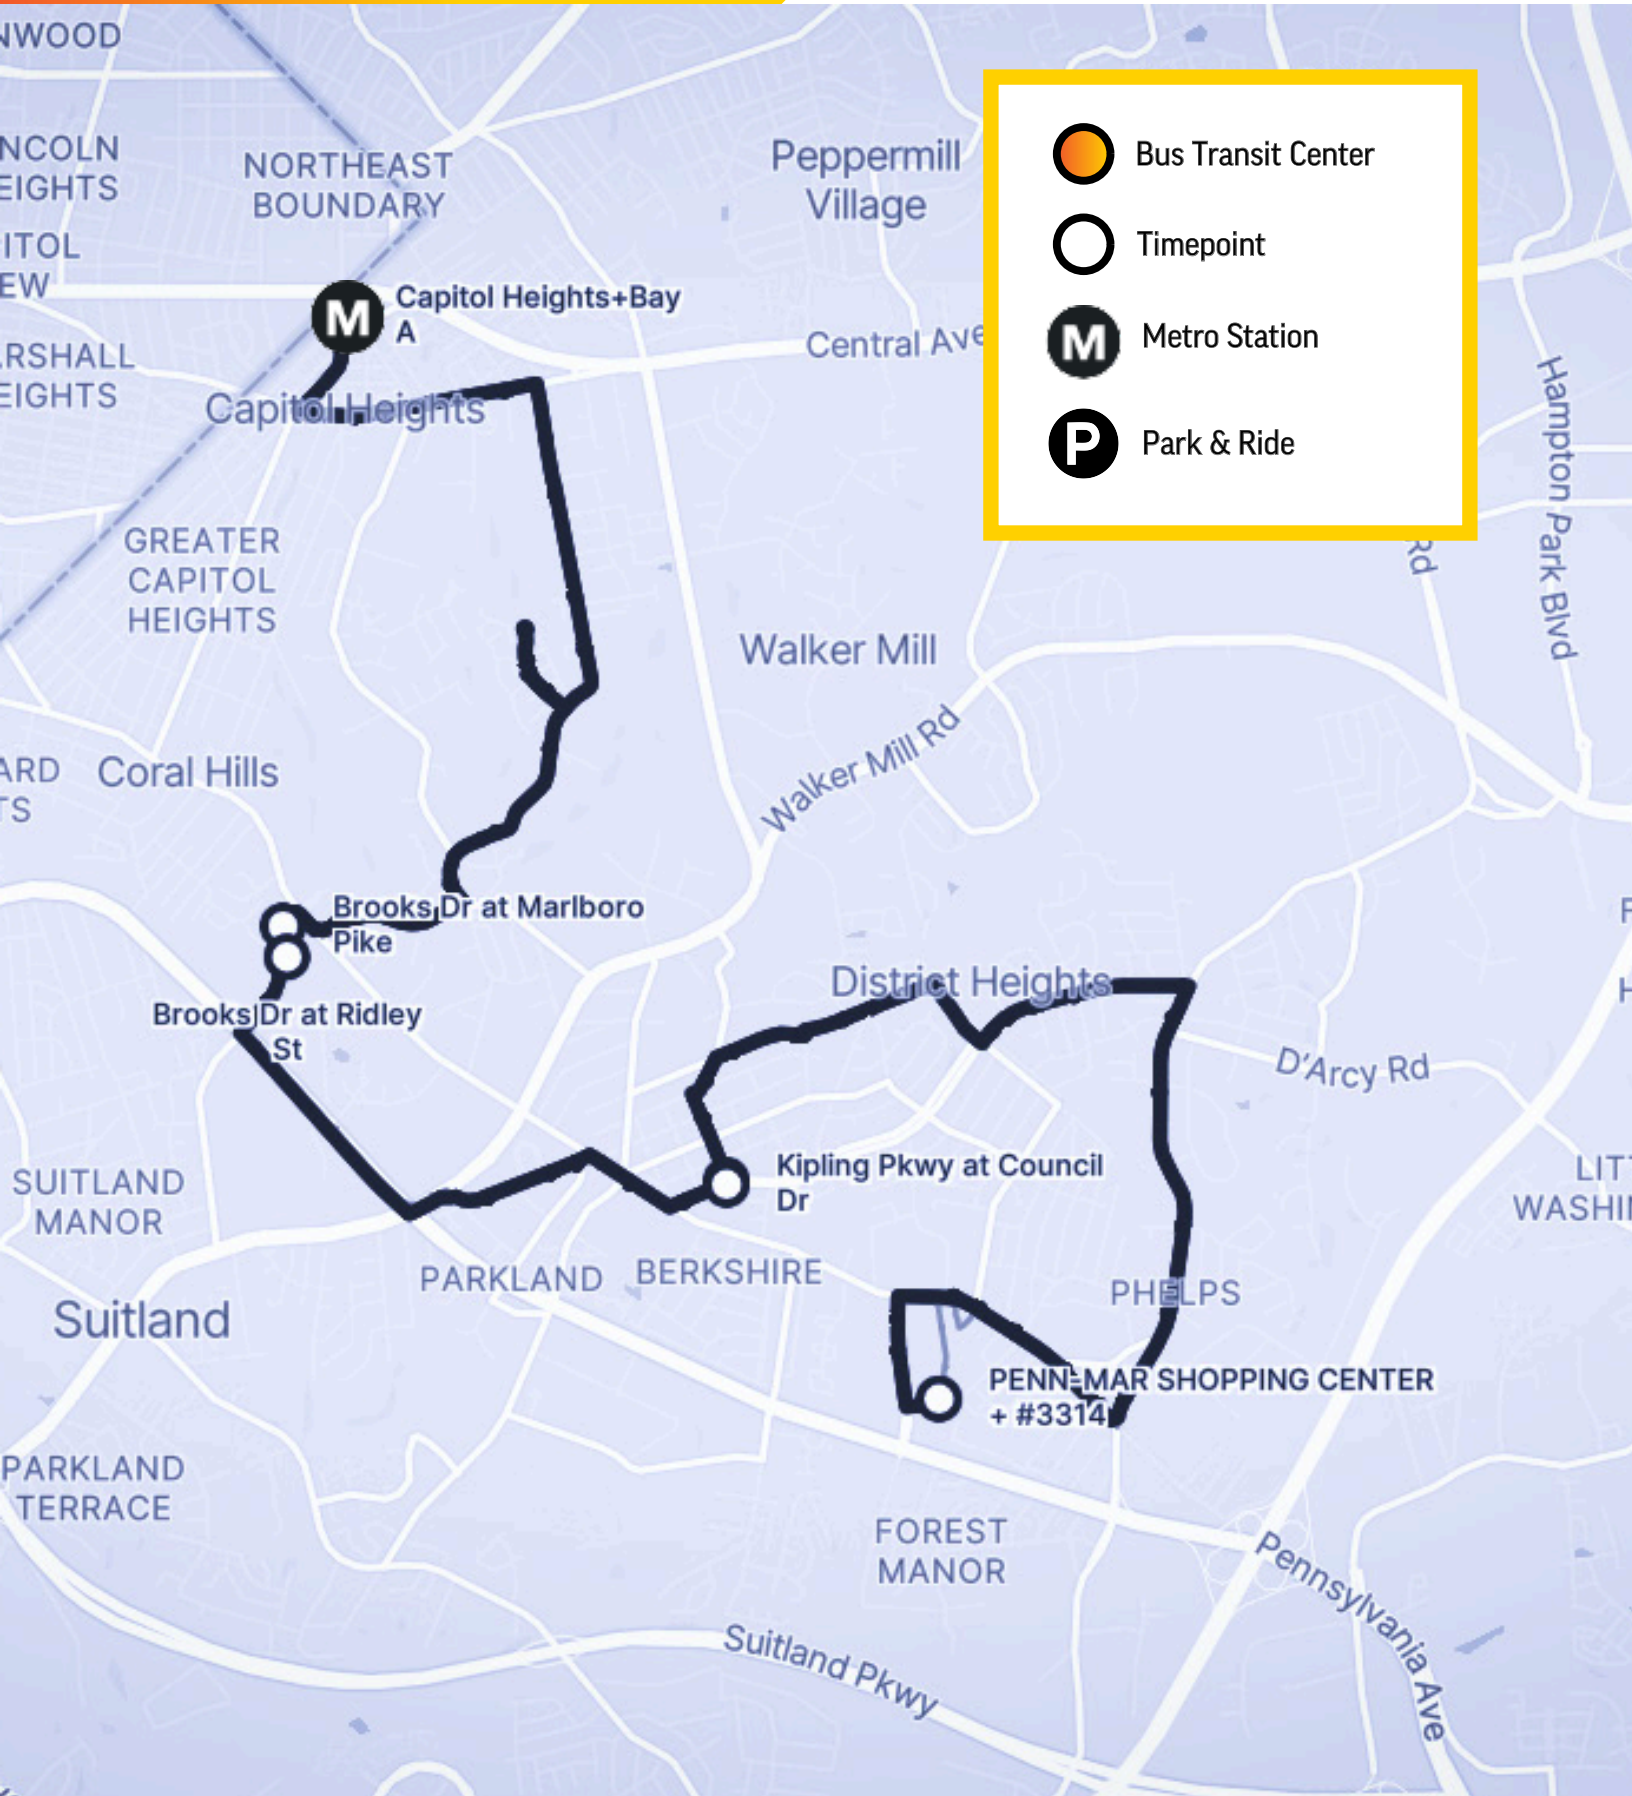 NWOOD
NCOLN
EIGHTS
NORTHEAST
BOUNDARY
Peppermill
Village
Bus Transit Center
Timepoint
M Metro Station
P Park & Ride
ITOL
EW
M
Capitol Heights+Bay
A
Central Ave
RSHALL
EIGHTS
Capitol Heights
Hampton Park Blvd
Rd
GREATER
CAPITOL
HEIGHTS
Walker Mill
Walker Mill Rd
ARD
TS
Coral Hills
Brooks Dr at Marlboro
Pike
Brooks Dr at Ridley
St
District Heights
D'Arcy Rd
SUITLAND
MANOR
Kipling Pkwy at Council
Dr
LIT
WASHI
PARKLAND
BERKSHIRE
PHELPS
Suitland
PENN-MAR SHOPPING CENTER
+ #3314
PARKLAND
TERRACE
FOREST
MANOR
Pennsylvania Ave
Suitland Pkwy